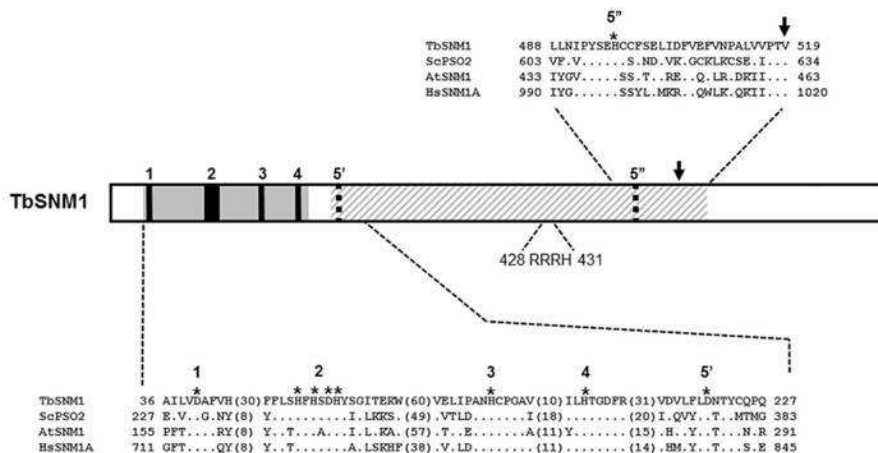 5”
*
TbSNM1 488 LLNIPYSEHCCFSELIDFVEFVNPALVVPTV 519
ScPSO2 603 VF.V......S.ND.VK.GCKLKCSE.I... 634
AtSNM1 433 IYGV......SS.T..RE..Q.LR.DKII... 463
HsSNM1A 990 IYG......SSYL.MKR..QWLK.QKII... 1020
1 2 3 4 5’ 5”
TbSNM1
428 RRRH 431
1 2 3 4 5’
* * * * * * * *
TbSNM1 36 AILVDAFVH(30)FFLSHFHSDHYSGITEKW(60)VELIPANHCPGAV(10)ILHTGDFR(31)VDVLFLDNTYCQPQ 227
ScPSO2 227 E.V..G.NY(8) Y..........I.LKKS.(49)V.TLD.......I(18) ........(20)I.QVY..T...MTMG 383
AtSNM1 155 PFT....RY(8) Y..T...A...I.LK.A.(57)V.T..E.......A(11)Y.......(15).H..Y..T...N.R 291
HsSNM1A 711 GFT....QY(8) F..T......A.LSKHF(38)V..LD........(11) ........(14).HM.Y..T...S.E 845